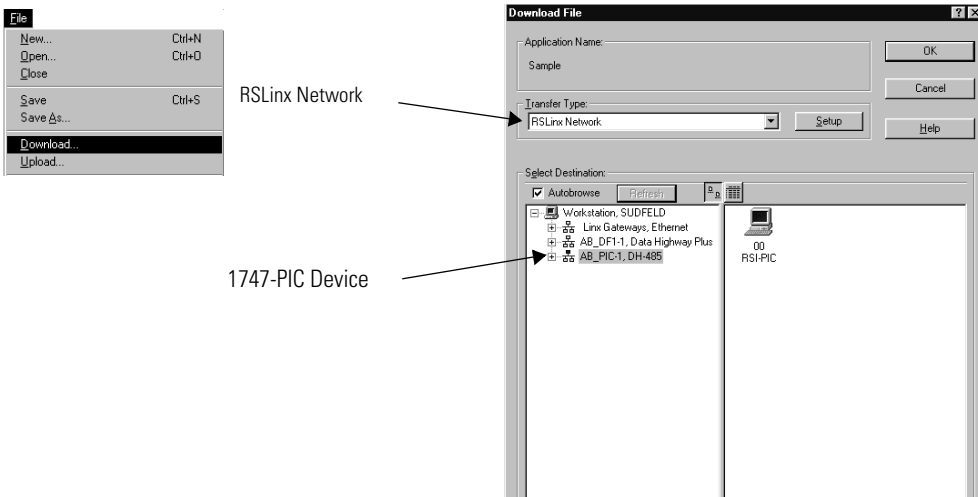 File
New... Ctrl+N
Open... Ctrl+O
Close
Save Ctrl+S
Save As...
Download...
Upload...
RSLinx Network
1747-PIC Device
Download File
Application Name:
Sample
OK
Cancel
Help
Transfer Type:
RSLinx Network
Setup
Select Destination:
Autobrowse
Refresh
Workstation, SUDFELD
Linx Gateways, Ethernet
AB_DF1-1, Data Highway Plus
AB_PIC-1, DH-485
00
RSI-PIC